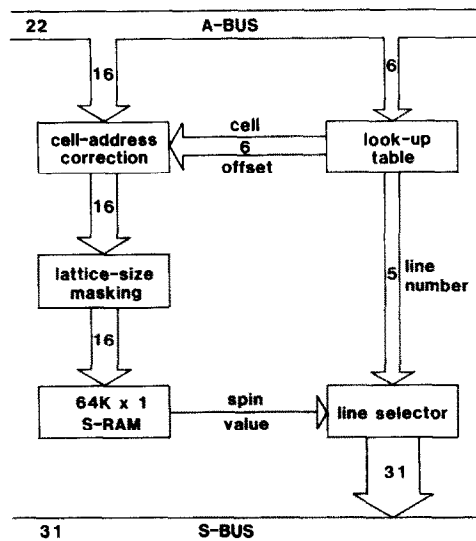 22 A-BUS
16 6
cell-address correction
cell
6
offset
look-up table
16
5
line number
lattice-size masking
16
64K x 1 S-RAM
spin value
line selector
31
31 S-BUS